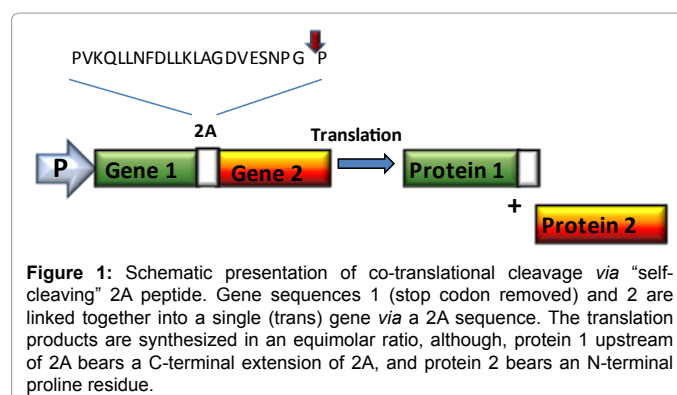 PVKQLLNFDLLKLAGDVESNPG P
2A
Translation
P Gene 1 Gene 2 Protein 1
+
Protein 2
Figure 1: Schematic presentation of co-translational cleavage via “self-
cleaving” 2A peptide. Gene sequences 1 (stop codon removed) and 2 are
linked together into a single (trans) gene via a 2A sequence. The translation
products are synthesized in an equimolar ratio, although, protein 1 upstream
of 2A bears a C-terminal extension of 2A, and protein 2 bears an N-terminal
proline residue.